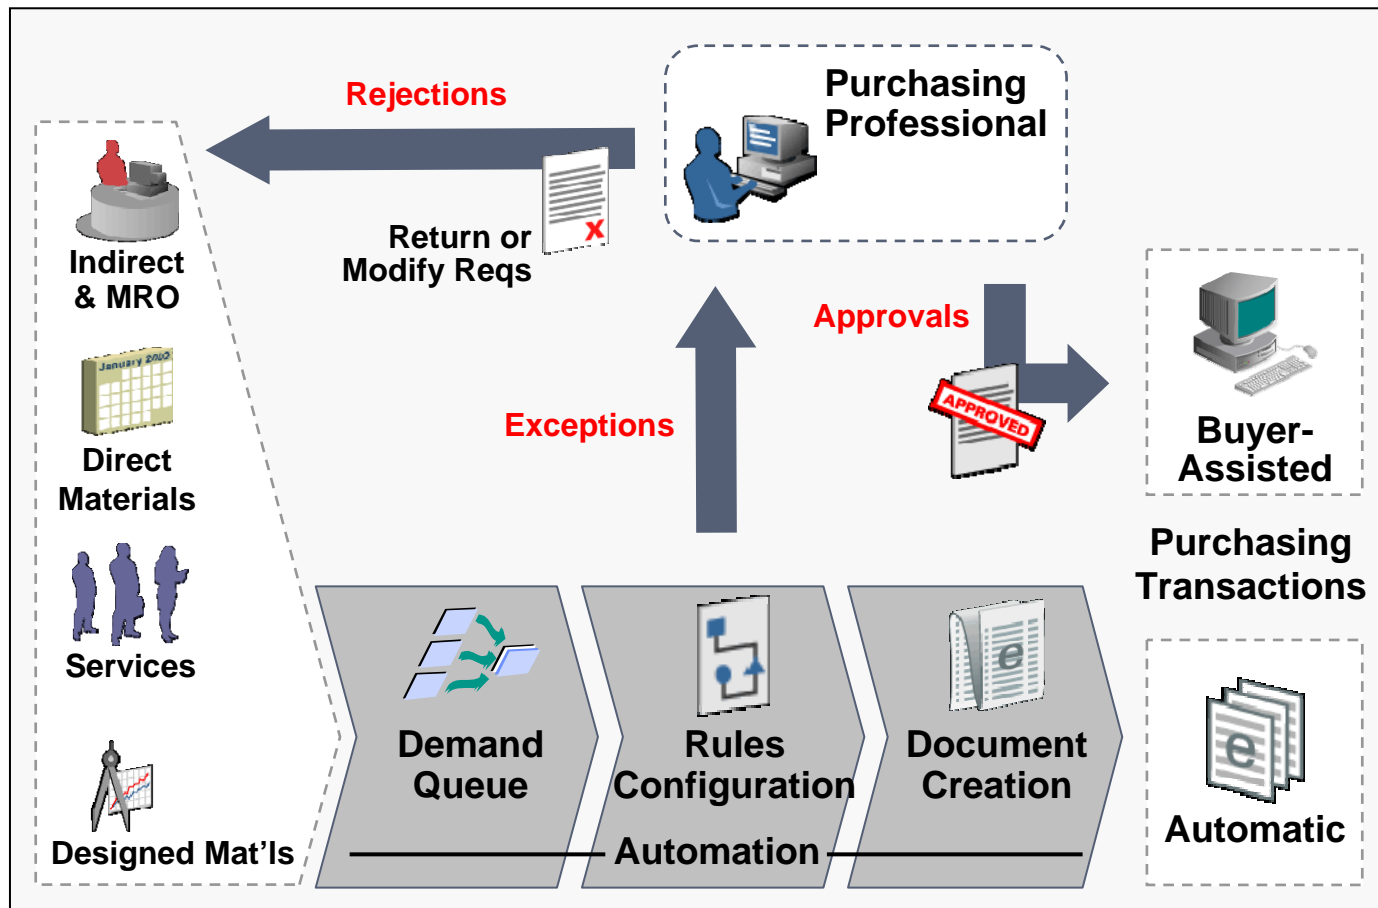 Rejections
Purchasing
Professional
Return or
Modify Reqs
Indirect
& MRO
Approvals
January 2002
APPROVED
Exceptions
Buyer-
Assisted
Direct
Materials
Purchasing
Transactions
Services
e
Demand
Queue
Rules
Configuration
Document
Creation
e
Automatic
Designed Mat'ls
Automation